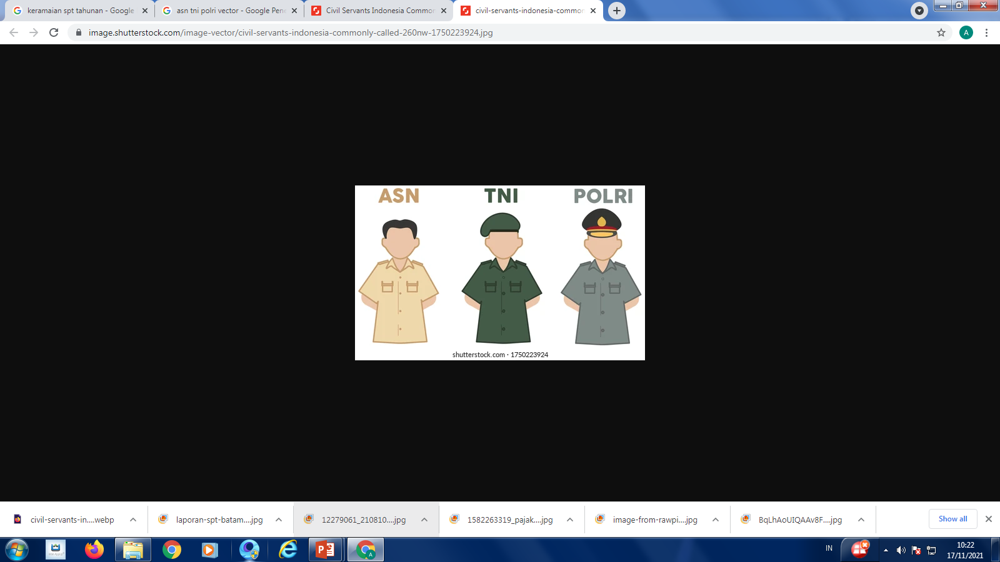 keramaian spt tahunan - Google
asn tni polri vector - Google Pene
Civil Servants Indonesia Common
civil-servants-indonesia-common
image.shutterstock.com/image-vector/civil-servants-indonesia-commonly-called-260nw-1750223924.jpg
A
ASN TNI POLRI
shutterstock.com · 1750223924
civil-servants-in....webp
laporan-spt-batam....jpg
12279061_210810....jpg
1582263319_pajak....jpg
image-from-rawpi....jpg
BqLhAoUIQAAv8F....jpg
Show all
IN
10:22
17/11/2021